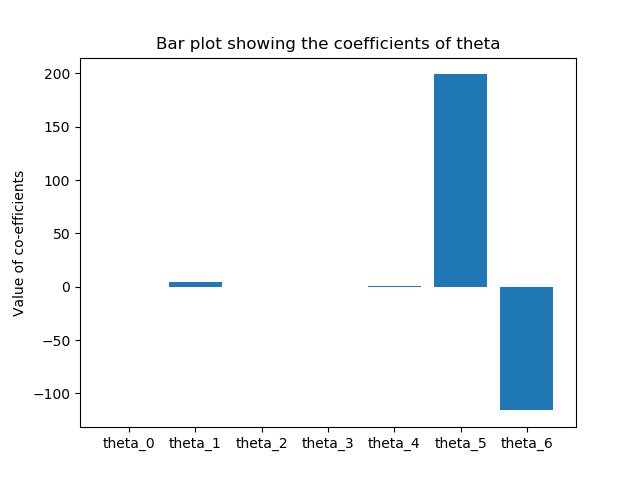 Bar plot showing the coefficients of theta
Value of co-efficients
200
150
100
50
0
−50
−100
theta_0 theta_1 theta_2 theta_3 theta_4 theta_5 theta_6